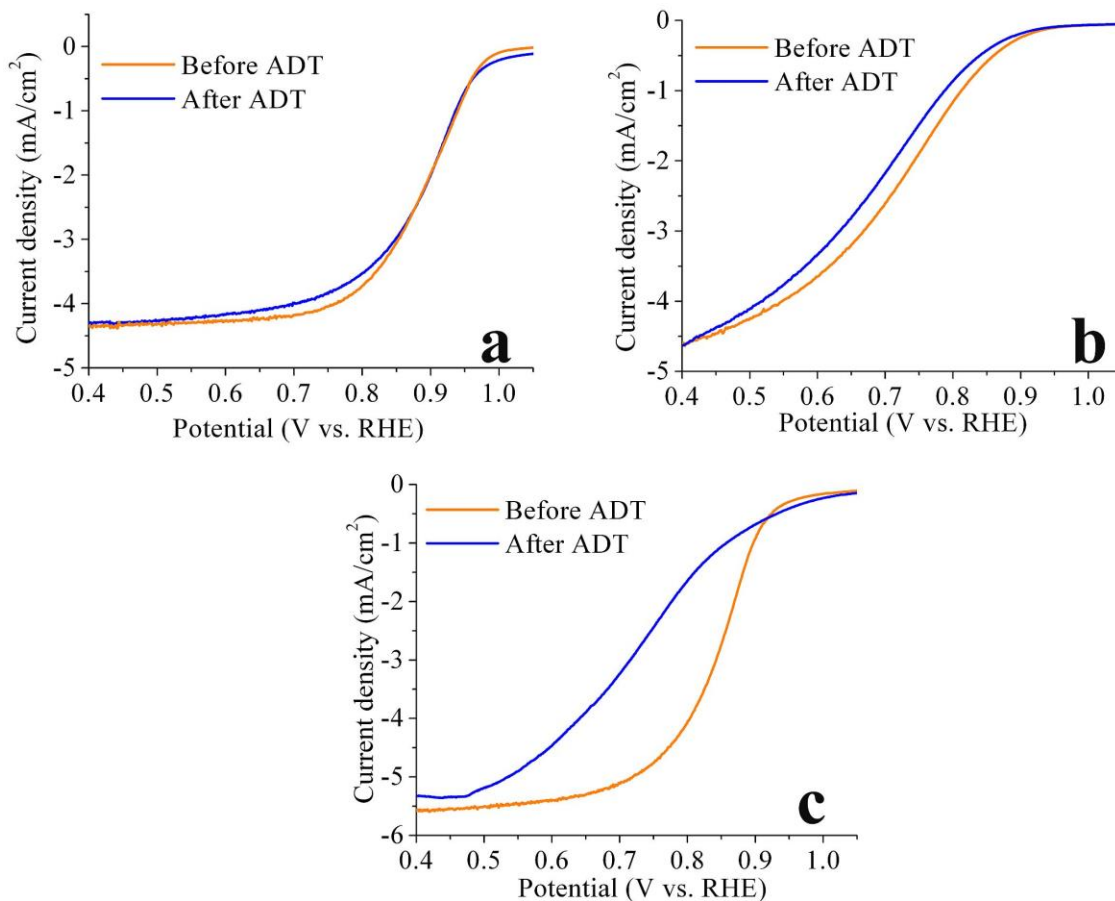 0
-1
-2
-3
-4
-5
Current density (mA/cm²)
Before ADT
After ADT
a
0.4 0.5 0.6 0.7 0.8 0.9 1.0
Potential (V vs. RHE)
0
-1
-2
-3
-4
-5
Current density (mA/cm²)
Before ADT
After ADT
b
0.4 0.5 0.6 0.7 0.8 0.9 1.0
Potential (V vs. RHE)
0
-1
-2
-3
-4
-5
-6
Current density (mA/cm²)
Before ADT
After ADT
c
0.4 0.5 0.6 0.7 0.8 0.9 1.0
Potential (V vs. RHE)